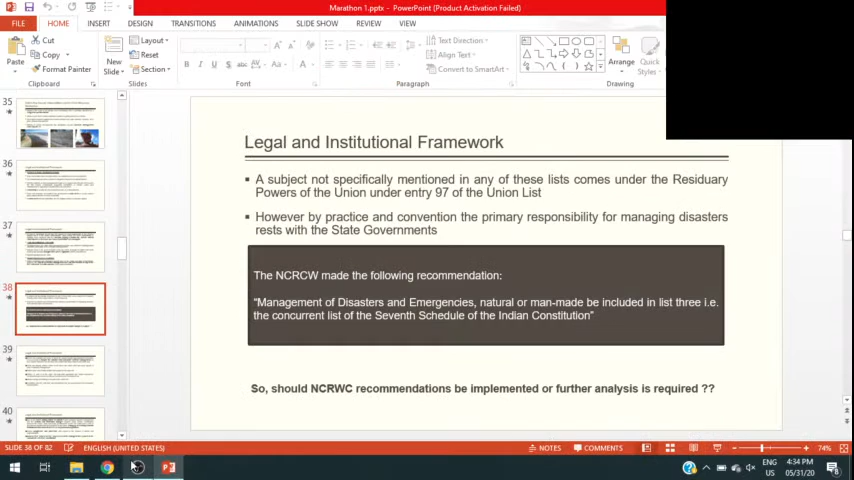 Marathon 1.pptx - PowerPoint (Product Activation Failed)
FILE HOME INSERT DESIGN TRANSITIONS ANIMATIONS SLIDE SHOW REVIEW VIEW
Cut
Copy
Format Painter
Paste
Clipboard
New
Slide
Layout
Reset
Section
Slides
Font
Text Direction
Align Text
Convert to SmartArt
Paragraph
Arrange
Quick
Styles
35
36
37
38
39
40
Legal and Institutional Framework
A subject not specifically mentioned in any of these lists comes under the Residuary
Powers of the Union under entry 97 of the Union List
However by practice and convention the primary responsibility for managing disasters
rests with the State Governments
The NCRCW made the following recommendation:
“Management of Disasters and Emergencies, natural or man-made be included in list three i.e.
the concurrent list of the Seventh Schedule of the Indian Constitution”
So, should NCRWC recommendations be implemented or further analysis is required ??
SLIDE 38 OF 82 ENGLISH (UNITED STATES) NOTES COMMENTS 74%
ENG
US
4:34 PM
05/31/20